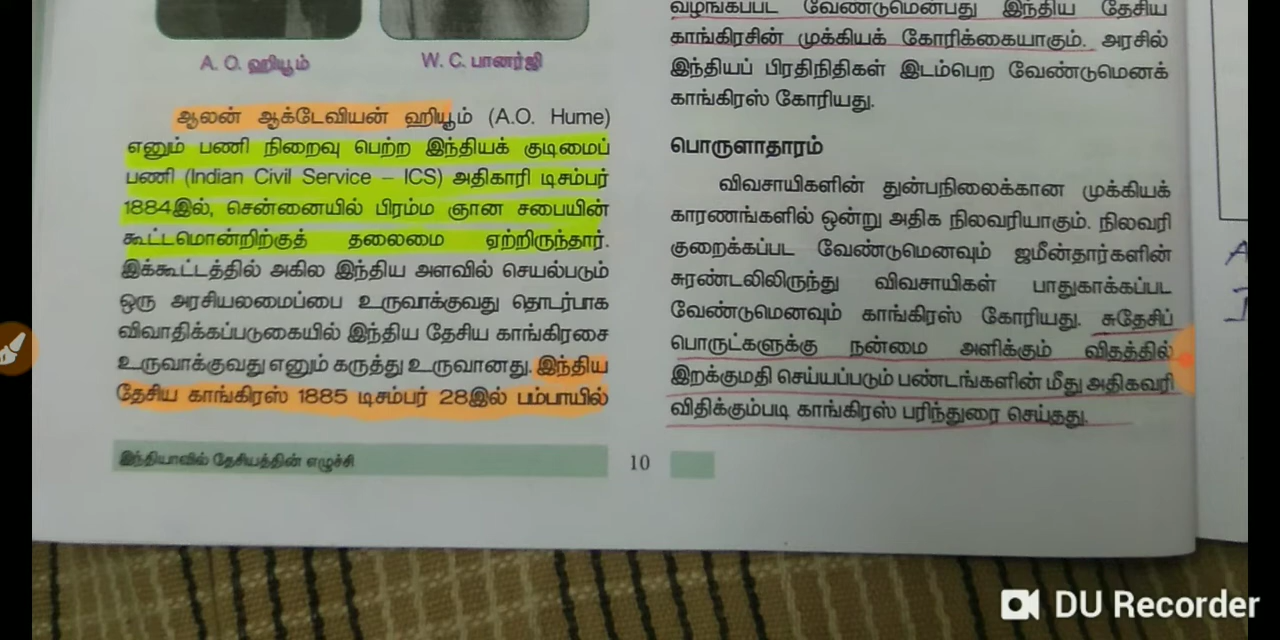 A. O. ஹியூம்
W. C. பானர்ஜி
ஆலன் ஆக்டேவியன் ஹியூம் (A.O. Hume)
எனும் பணி நிறைவு பெற்ற இந்தியக் குடிமைப்
பணி (Indian Civil Service – ICS) அதிகாரி டிசம்பர்
1884இல், சென்னையில் பிரம்ம ஞான சபையின்
கூட்டமொன்றிற்குத் தலைமை ஏற்றிருந்தார்.
இக்கூட்டத்தில் அகில இந்திய அளவில் செயல்படும்
ஒரு அரசியலமைப்பை உருவாக்குவது தொடர்பாக
விவாதிக்கப்படுகையில் இந்திய தேசிய காங்கிரசை
உருவாக்குவது எனும் கருத்து உருவானது. இந்திய
தேசிய காங்கிரஸ் 1885 டிசம்பர் 28இல் பம்பாயில்
வழங்கப்பட வேண்டுமென்பது இந்திய தேசிய
காங்கிரசின் முக்கியக் கோரிக்கையாகும். அரசில்
இந்தியப் பிரதிநிதிகள் இடம்பெற வேண்டுமெனக்
காங்கிரஸ் கோரியது.
பொருளாதாரம்
விவசாயிகளின் துன்பநிலைக்கான முக்கியக்
காரணங்களில் ஒன்று அதிக நிலவரியாகும். நிலவரி
குறைக்கப்பட வேண்டுமெனவும் ஜமீன்தார்களின்
சுரண்டலிலிருந்து விவசாயிகள் பாதுகாக்கப்பட
வேண்டுமெனவும் காங்கிரஸ் கோரியது. சுதேசிப்
பொருட்களுக்கு நன்மை அளிக்கும் விதத்தில்
இறக்குமதி செய்யப்படும் பண்டங்களின் மீது அதிகவரி
விதிக்கும்படி காங்கிரஸ் பரிந்துரை செய்தது.
இந்தியாவில் தேசியத்தின் எழுச்சி
10
DU Recorder